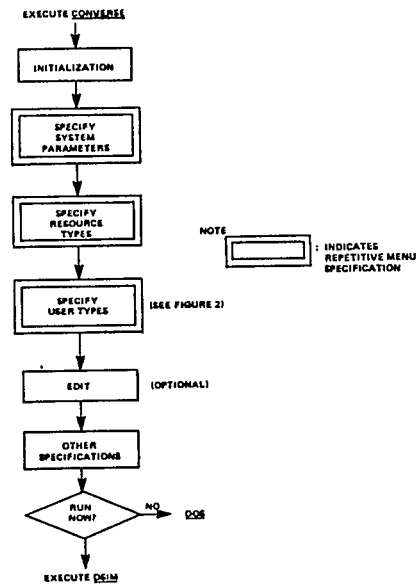 EXECUTE CONVERSE
INITIALIZATION
SPECIFY
SYSTEM
PARAMETERS
SPECIFY
RESOURCE
TYPES
NOTE
: INDICATES
REPETITIVE MENU
SPECIFICATION
SPECIFY
USER TYPES
(SEE FIGURE 2)
EDIT
(OPTIONAL)
OTHER
SPECIFICATIONS
RUN
NOW?
NO
DOS
EXECUTE DSIM